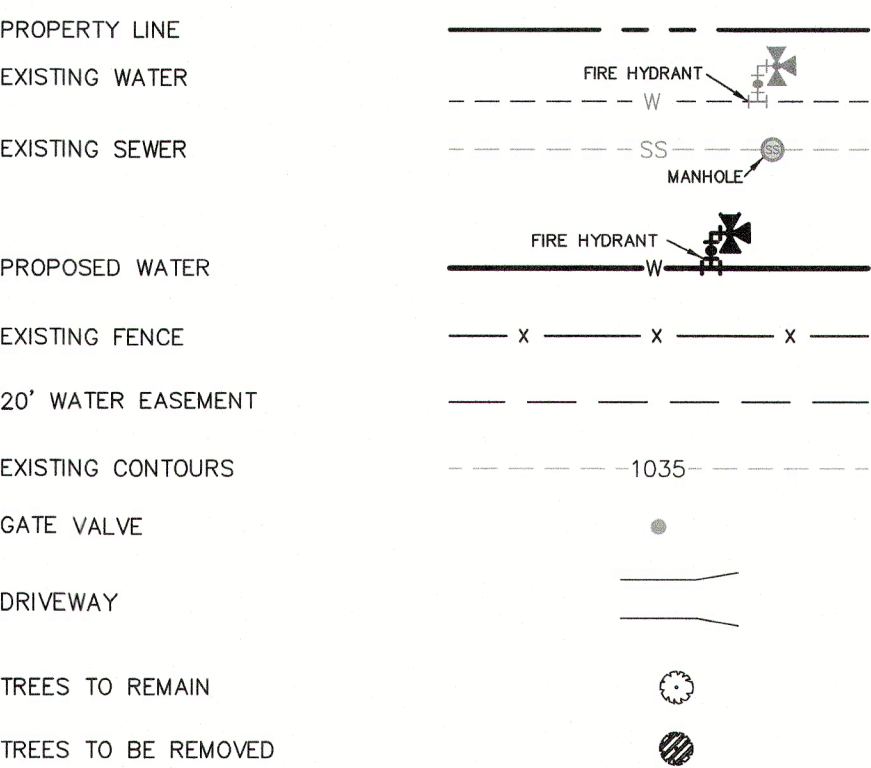 PROPERTY LINE
EXISTING WATER
FIRE HYDRANT
W
EXISTING SEWER
SS
SS
MANHOLE
FIRE HYDRANT
PROPOSED WATER
W
EXISTING FENCE
X X X
20' WATER EASEMENT
EXISTING CONTOURS
1035
GATE VALVE
DRIVEWAY
TREES TO REMAIN
TREES TO BE REMOVED